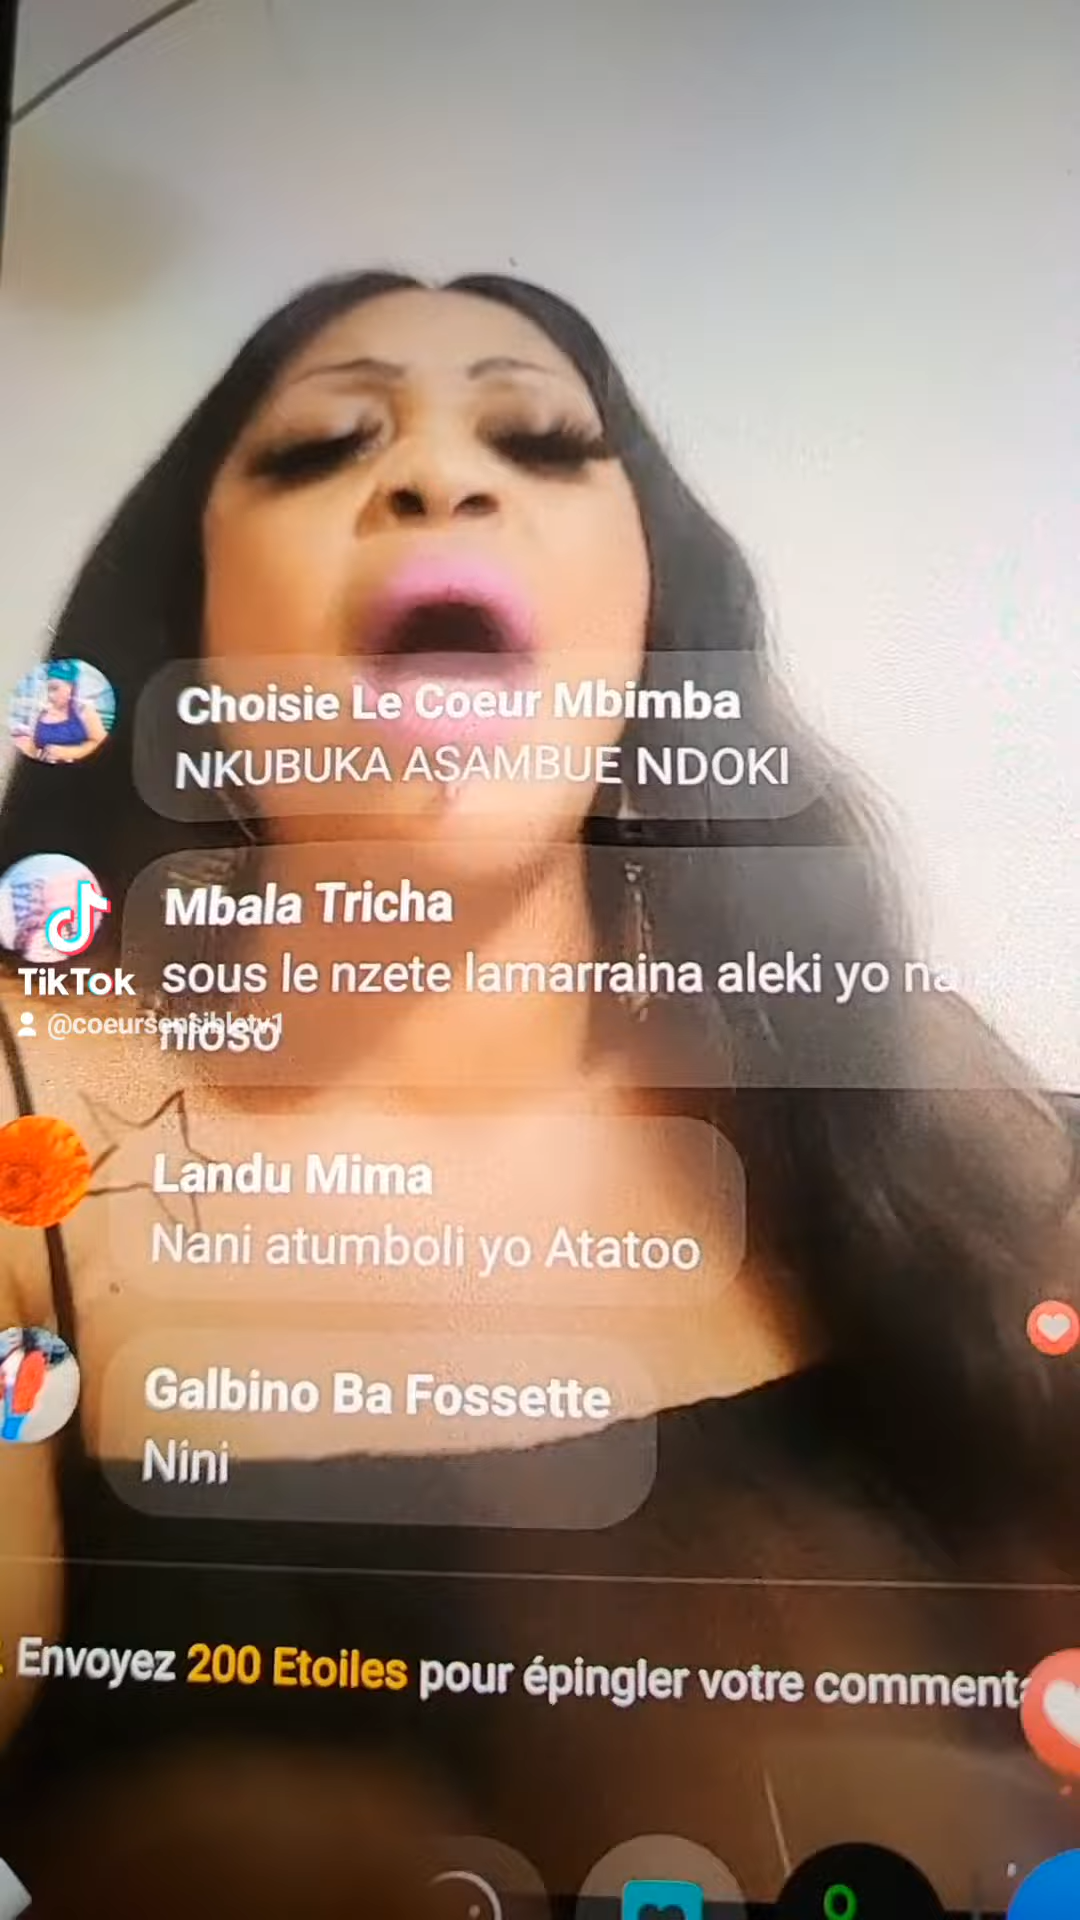 Choisie Le Coeur Mbimba
NKUBUKA ASAMBUE NDOKI
Mbala Tricha
sous le nzete lamarraina aleki yo na
TikTok
@coeursensibletv1
nioso
Landu Mima
Nani atumboli yo Atatoo
Galbino Ba Fossette
Nini
Envoyez 200 Etoiles pour épingler votre comment